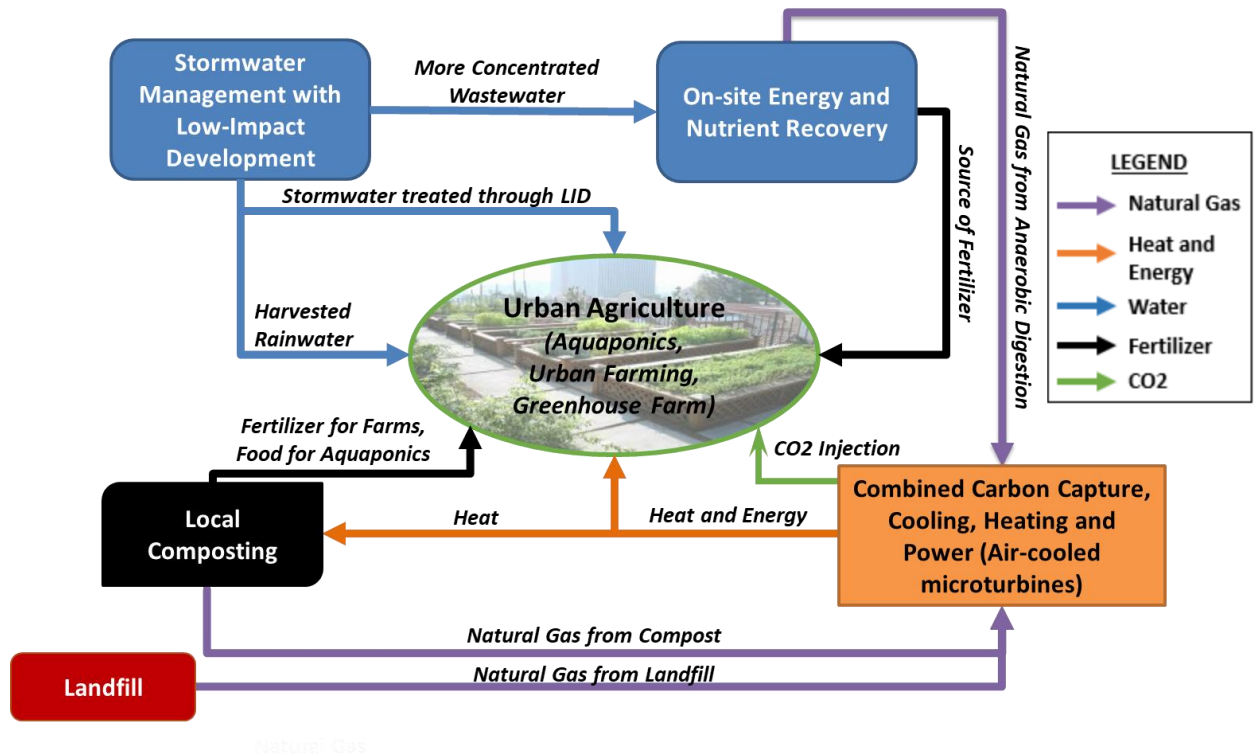 Stormwater
Management with
Low-Impact
Development
More Concentrated
Wastewater
On-site Energy and
Nutrient Recovery
Natural Gas from Anaerobic Digestion
Source of Fertilizer
LEGEND
Natural Gas
Heat and
Energy
Water
Fertilizer
CO2
Stormwater treated through LID
Harvested
Rainwater
Urban Agriculture
(Aquaponics,
Urban Farming,
Greenhouse Farm)
Fertilizer for Farms,
Food for Aquaponics
CO2 Injection
Local
Composting
Heat
Heat and Energy
Combined Carbon Capture,
Cooling, Heating and
Power (Air-cooled
microturbines)
Natural Gas from Compost
Landfill
Natural Gas from Landfill
Natural Gas